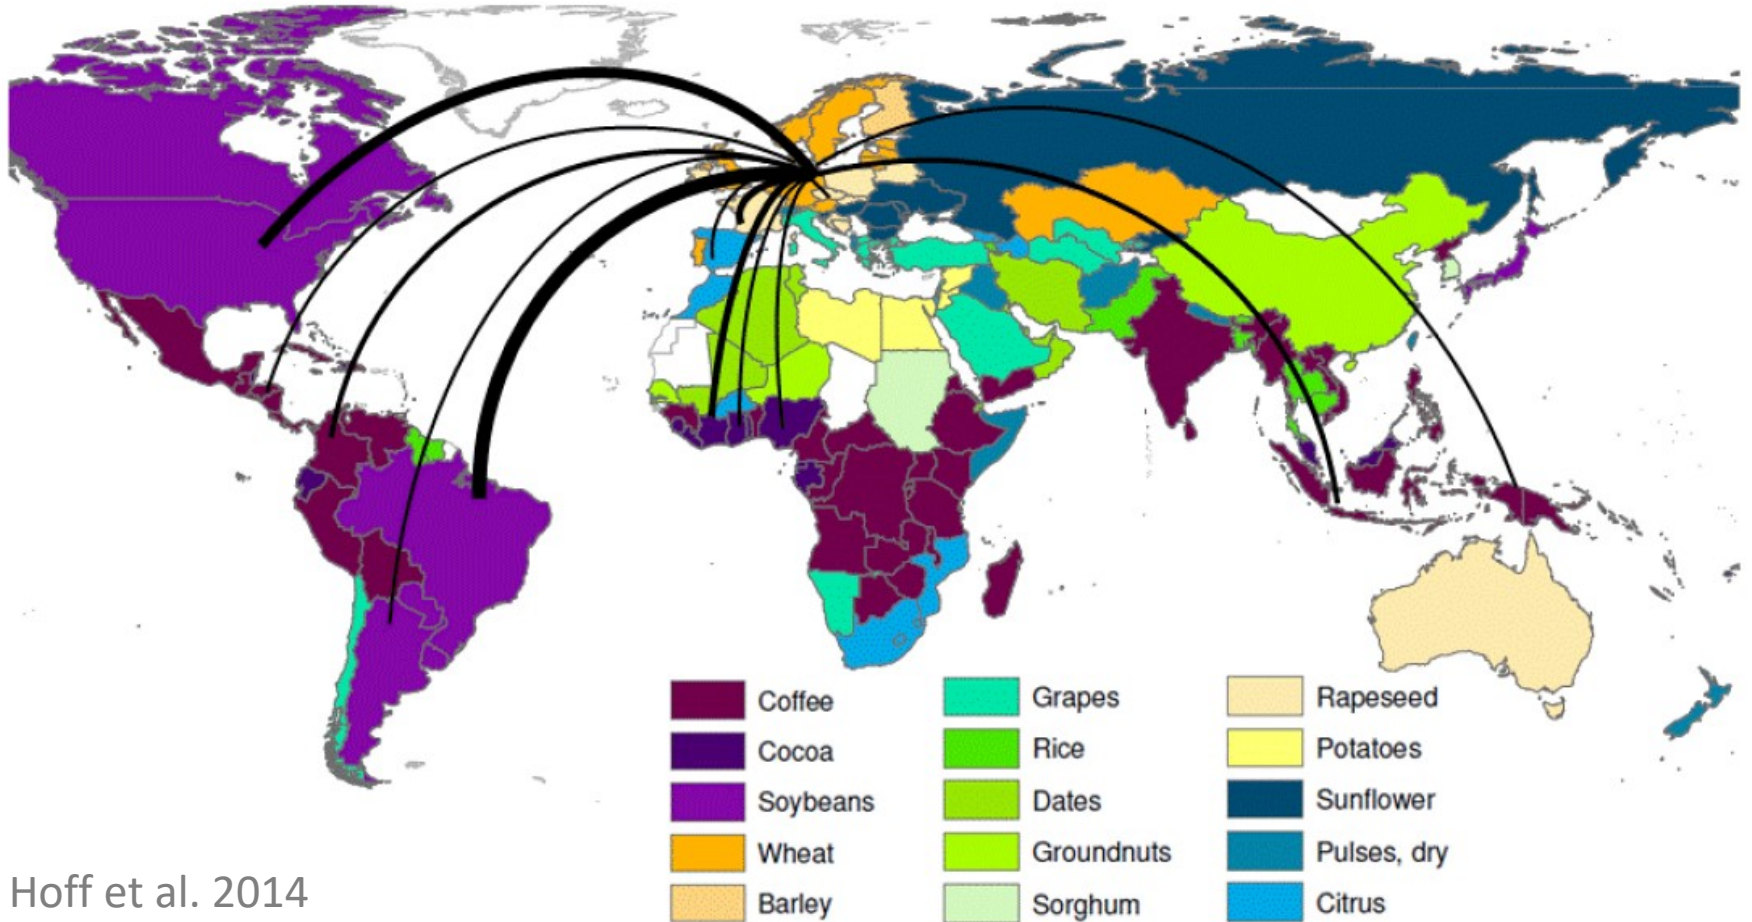 Coffee
Cocoa
Soybeans
Wheat
Barley
Grapes
Rice
Dates
Groundnuts
Sorghum
Rapeseed
Potatoes
Sunflower
Pulses, dry
Citrus
Hoff et al. 2014